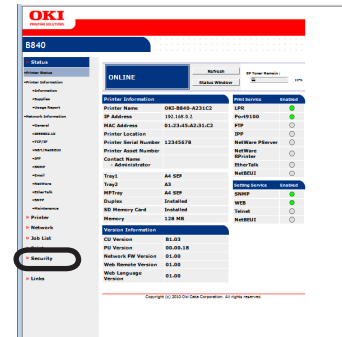 OKI
PRINTING SOLUTIONS
B840
Status
•Printer Status
•Printer Information
•Information
•Supplies
•Usage Report
•Network Information
•General
•IEEE802.1X
•TCP/IP
•NBT/NetBEUI
•IPP
•SNMP
•Email
•NetWare
•EtherTalk
•SNTP
•Maintenance
Printer
Network
Job List
Security
Links
ONLINE
Refresh
Status Window
EP Toner Remain :
Printer Information
Printer Name OKI-B840-A231C2
IP Address 192.168.0.2
MAC Address 01:23:45:A2:31:C2
Printer Location
Printer Serial Number 12345678
Printer Asset Number
Contact Name
- Administrator
Tray1 A4 SEF
Tray2 A3
MPTray A4 SEF
Duplex Installed
SD Memory Card Installed
Memory 128 MB
Version Information
CU Version B1.03
PU Version 00.00.18
Network FW Version 01.00
Web Remote Version 01.00
Web Language
Version 01.00
Print Service Enabled
LPR
Port9100
FTP
IPP
NetWare PServer
NetWare
RPrinter
EtherTalk
NetBEUI
Setting Service Enabled
SNMP
WEB
Telnet
NetBEUI
Copyright (c) 2010 Oki Data Corporation. All rights reserved.